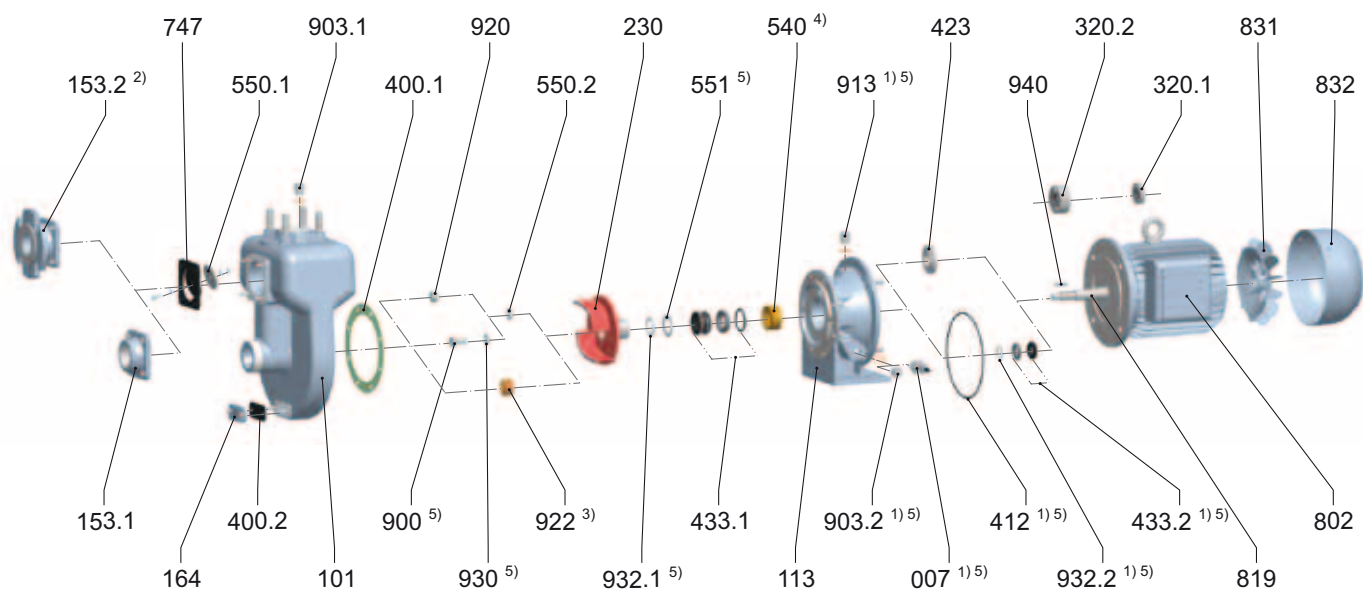 747 903.1 920 230 540 4) 423 320.2 831
153.2 2) 550.1 400.1 550.2 551 5) 913 1) 5) 940 320.1 832
153.1 400.2 900 5) 922 3) 433.1 903.2 1) 5) 412 1) 5) 433.2 1) 5) 802
164 101 930 5) 932.1 5) 113 007 1) 5) 932.2 1) 5) 819